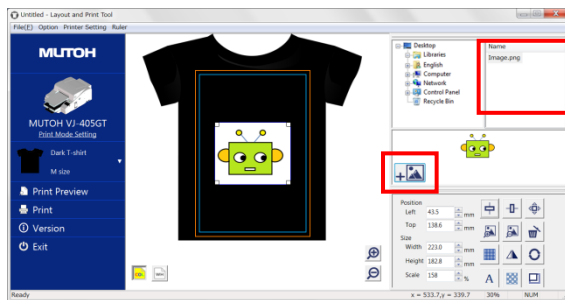 Untitled - Layout and Print Tool
File(F) Option Printer Setting Ruler
MUTOH
MUTOH VJ-405GT
Print Mode Setting
Dark T-shirt
M size
Print Preview
Print
Version
Exit
Desktop
Libraries
English
Computer
Network
Control Panel
Recycle Bin
Name
Image.png
Position
Left 43.5 mm
Top 138.6 mm
Size
Width 223.0 mm
Height 182.8 mm
Scale 158 %
A
Ready
x = 533.7,y = 339.7 30% NUM